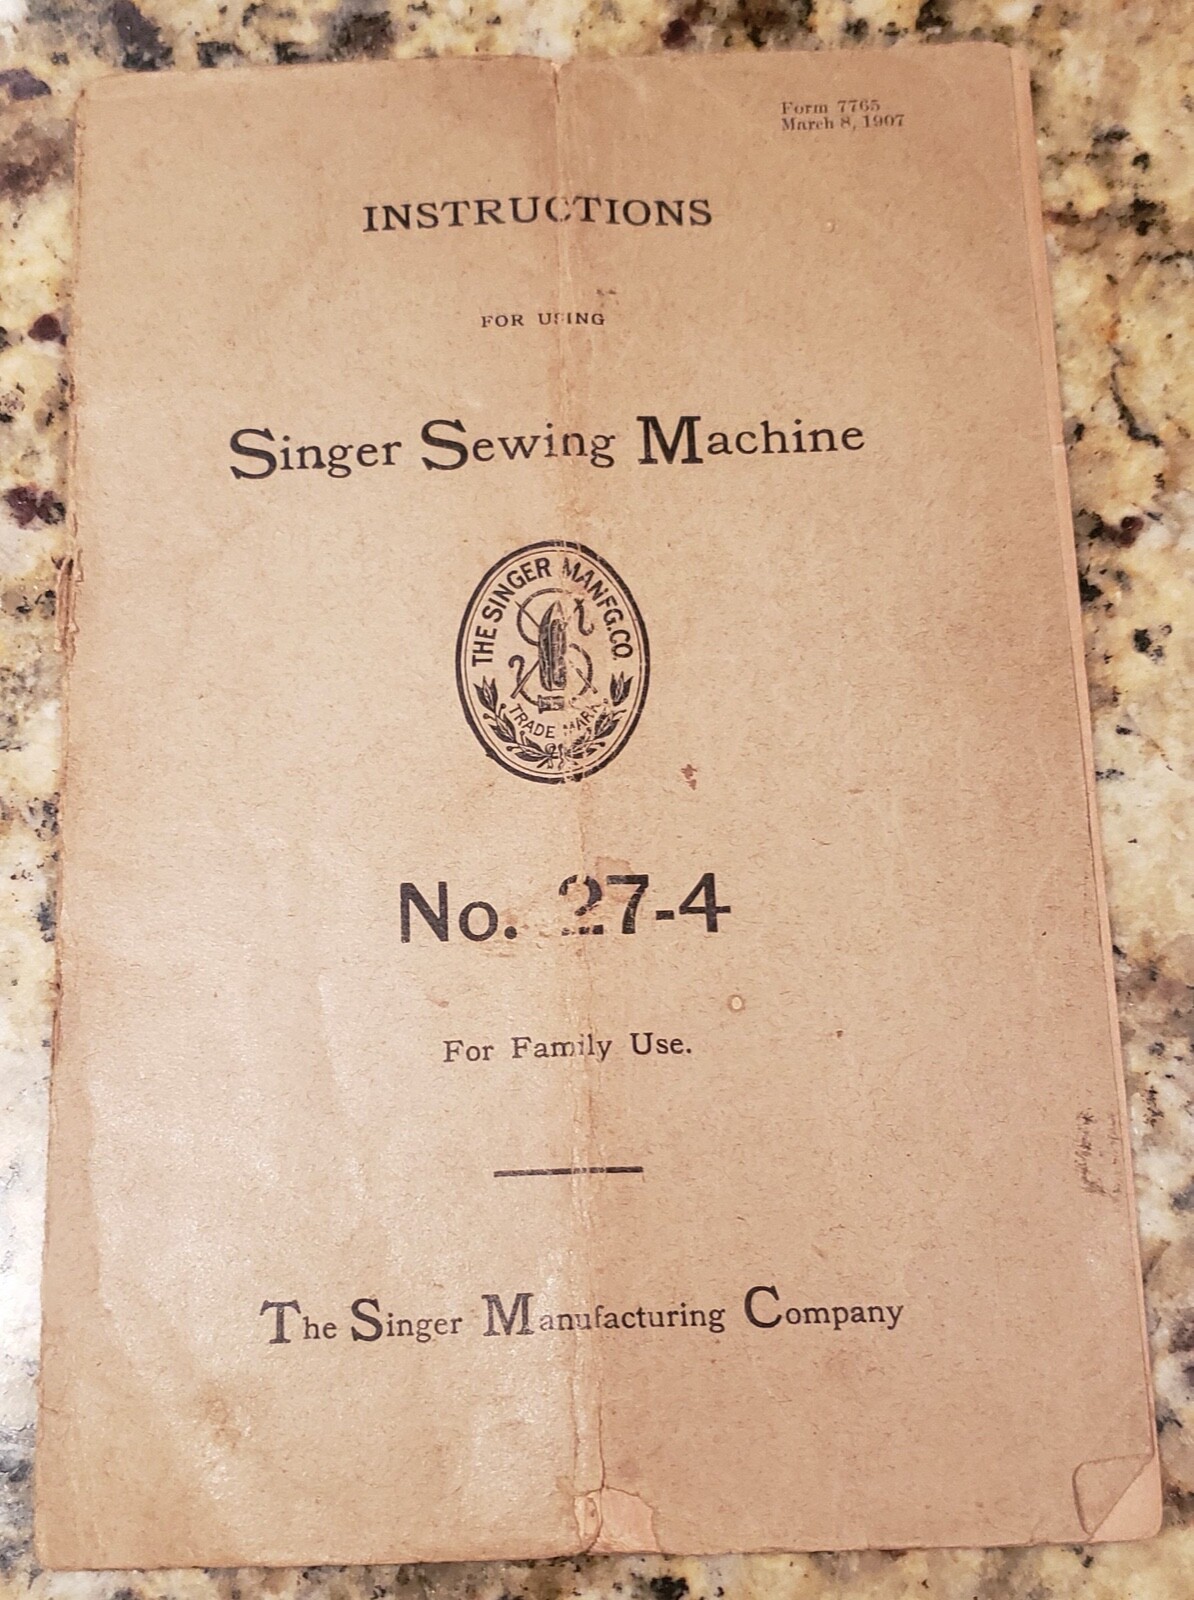 Form 7765
March 8, 1907
INSTRUCTIONS
FOR USING
Singer Sewing Machine
THE SINGER MANFG. CO.
TRADE MARK
No. 27-4
For Family Use.
The Singer Manufacturing Company